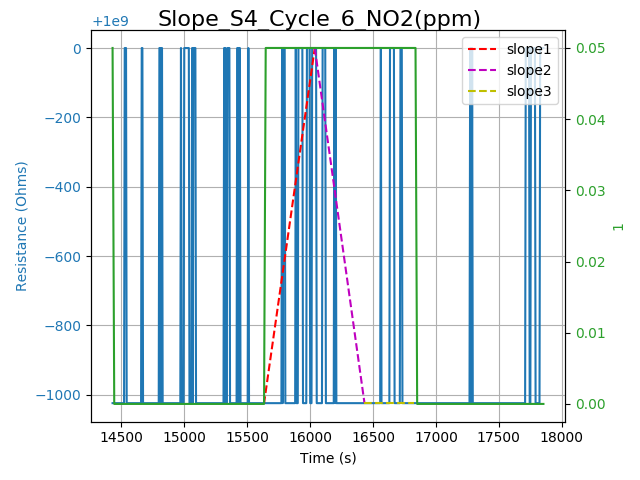 Slope_S4_Cycle_6_NO2(ppm)
+1e9
slope1
slope2
slope3
0
−200
−400
−600
−800
−1000
Resistance (Ohms)
0.05
0.04
0.03
0.02
0.01
0.00
1
14500 15000 15500 16000 16500 17000 17500 18000
Time (s)